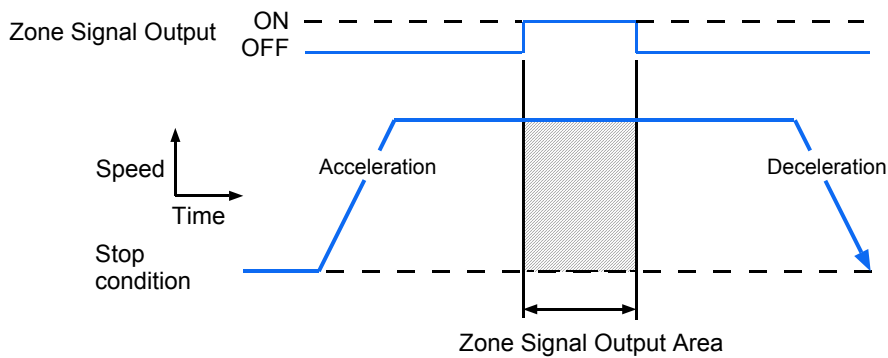 Zone Signal Output
ON
OFF
Speed
Time
Acceleration
Deceleration
Stop
condition
Zone Signal Output Area